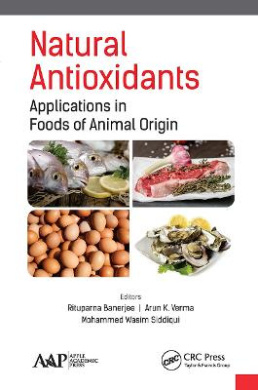 Natural
Antioxidants
Applications in
Foods of Animal Origin
Editors
Rituparna Banerjee | Arun K. Verma
Mohammed Wasim Siddiqui
AAP
APPLE
ACADEMIC
PRESS
CRC
CRC Press
Taylor & Francis Group